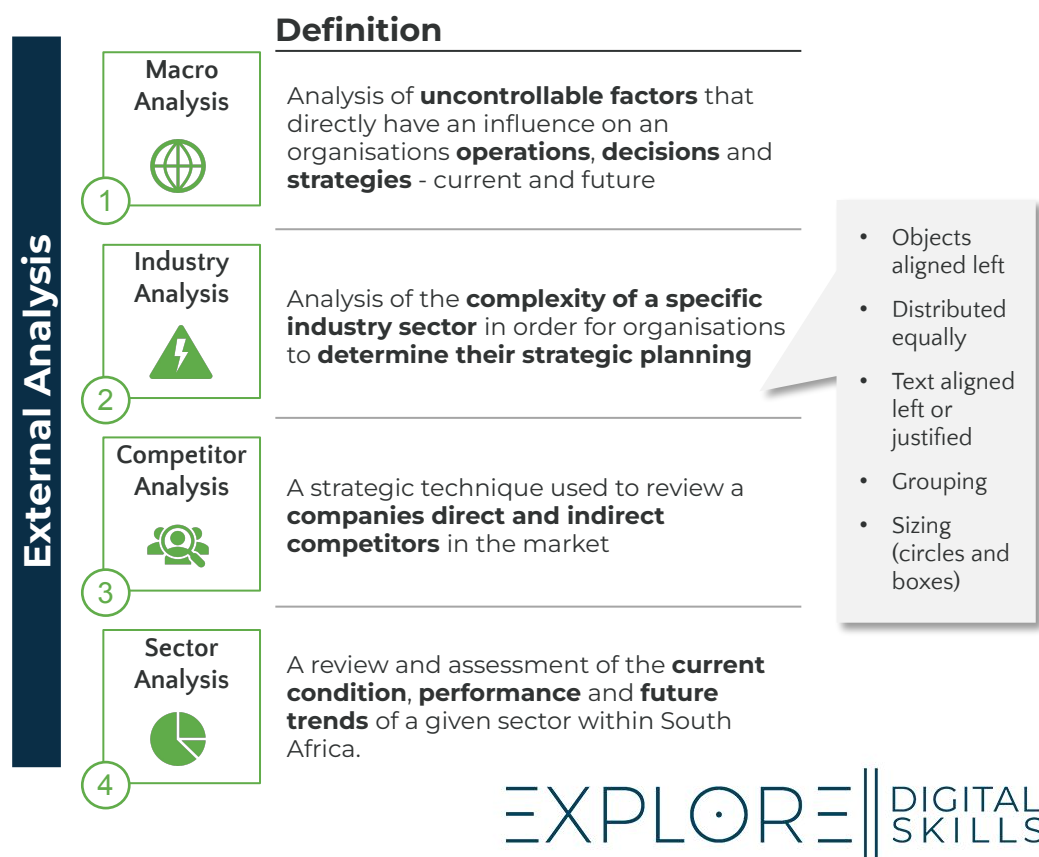 Definition
External Analysis
Macro
Analysis
1
Analysis of uncontrollable factors that
directly have an influence on an
organisations operations, decisions and
strategies - current and future
Industry
Analysis
2
Analysis of the complexity of a specific
industry sector in order for organisations
to determine their strategic planning
Competitor
Analysis
3
A strategic technique used to review a
companies direct and indirect
competitors in the market
Sector
Analysis
4
A review and assessment of the current
condition, performance and future
trends of a given sector within South
Africa.
• Objects
aligned left
• Distributed
equally
• Text aligned
left or
justified
• Grouping
• Sizing
(circles and
boxes)
EXPLORE
DIGITAL
SKILLS